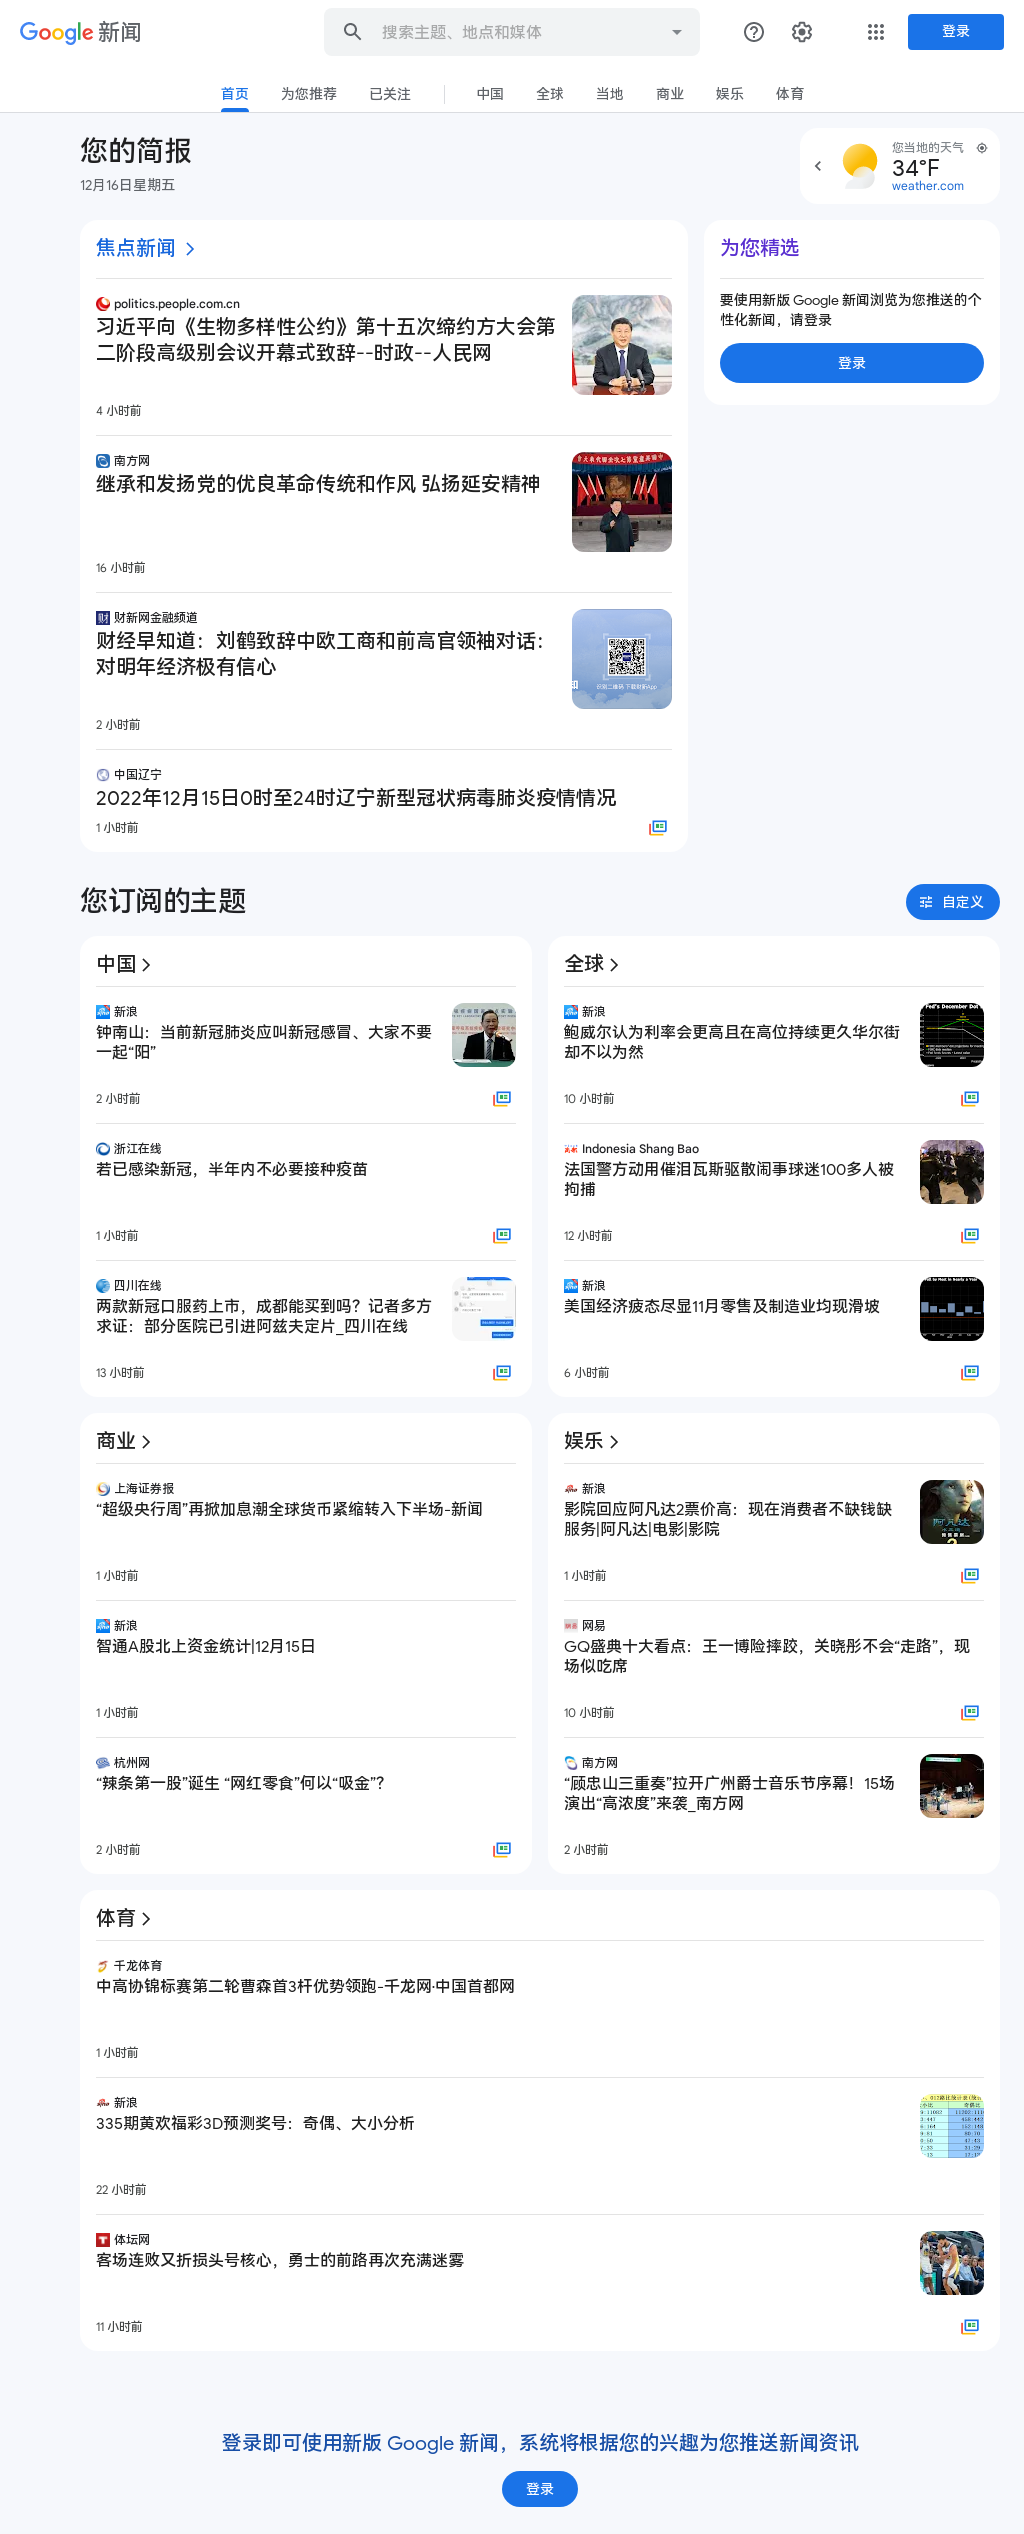 Google 新闻
搜索主题、地点和媒体
登录
首页 为您推荐 已关注 中国 全球 当地 商业 娱乐 体育
您的简报
12月16日星期五
您当地的天气
34°F
weather.com
焦点新闻
politics.people.com.cn
习近平向《生物多样性公约》第十五次缔约方大会第
二阶段高级别会议开幕式致辞--时政--人民网
4 小时前
南方网
继承和发扬党的优良革命传统和作风 弘扬延安精神
16 小时前
财新网金融频道
财经早知道：刘鹤致辞中欧工商和前高官领袖对话：
对明年经济极有信心
2 小时前
中国辽宁
2022年12月15日0时至24时辽宁新型冠状病毒肺炎疫情情况
1 小时前
为您精选
要使用新版 Google 新闻浏览为您推送的个
性化新闻，请登录
登录
您订阅的主题
自定义
中国
新浪
钟南山：当前新冠肺炎应叫新冠感冒、大家不要
一起“阳”
2 小时前
浙江在线
若已感染新冠，半年内不必要接种疫苗
1 小时前
四川在线
两款新冠口服药上市，成都能买到吗？记者多方
求证：部分医院已引进阿兹夫定片_四川在线
13 小时前
全球
新浪
鲍威尔认为利率会更高且在高位持续更久华尔街
却不以为然
Fed's December Dot
10 小时前
Indonesia Shang Bao
法国警方动用催泪瓦斯驱散闹事球迷100多人被
拘捕
12 小时前
新浪
美国经济疲态尽显11月零售及制造业均现滑坡
6 小时前
商业
上海证券报
“超级央行周”再掀加息潮全球货币紧缩转入下半场-新闻
1 小时前
新浪
智通A股北上资金统计|12月15日
1 小时前
杭州网
“辣条第一股”诞生 “网红零食”何以“吸金”？
2 小时前
娱乐
新浪
影院回应阿凡达2票价高：现在消费者不缺钱缺
服务|阿凡达|电影|影院
阿凡达
1 小时前
网易
GQ盛典十大看点：王一博险摔跤，关晓彤不会“走路”，现
场似吃席
10 小时前
南方网
“顾忠山三重奏”拉开广州爵士音乐节序幕！15场
演出“高浓度”来袭_南方网
2 小时前
体育
千龙体育
中高协锦标赛第二轮曹森首3杆优势领跑-千龙网·中国首都网
1 小时前
新浪
335期黄欢福彩3D预测奖号：奇偶、大小分析
22 小时前
体坛网
客场连败又折损头号核心，勇士的前路再次充满迷雾
11 小时前
登录即可使用新版 Google 新闻，系统将根据您的兴趣为您推送新闻资讯
登录